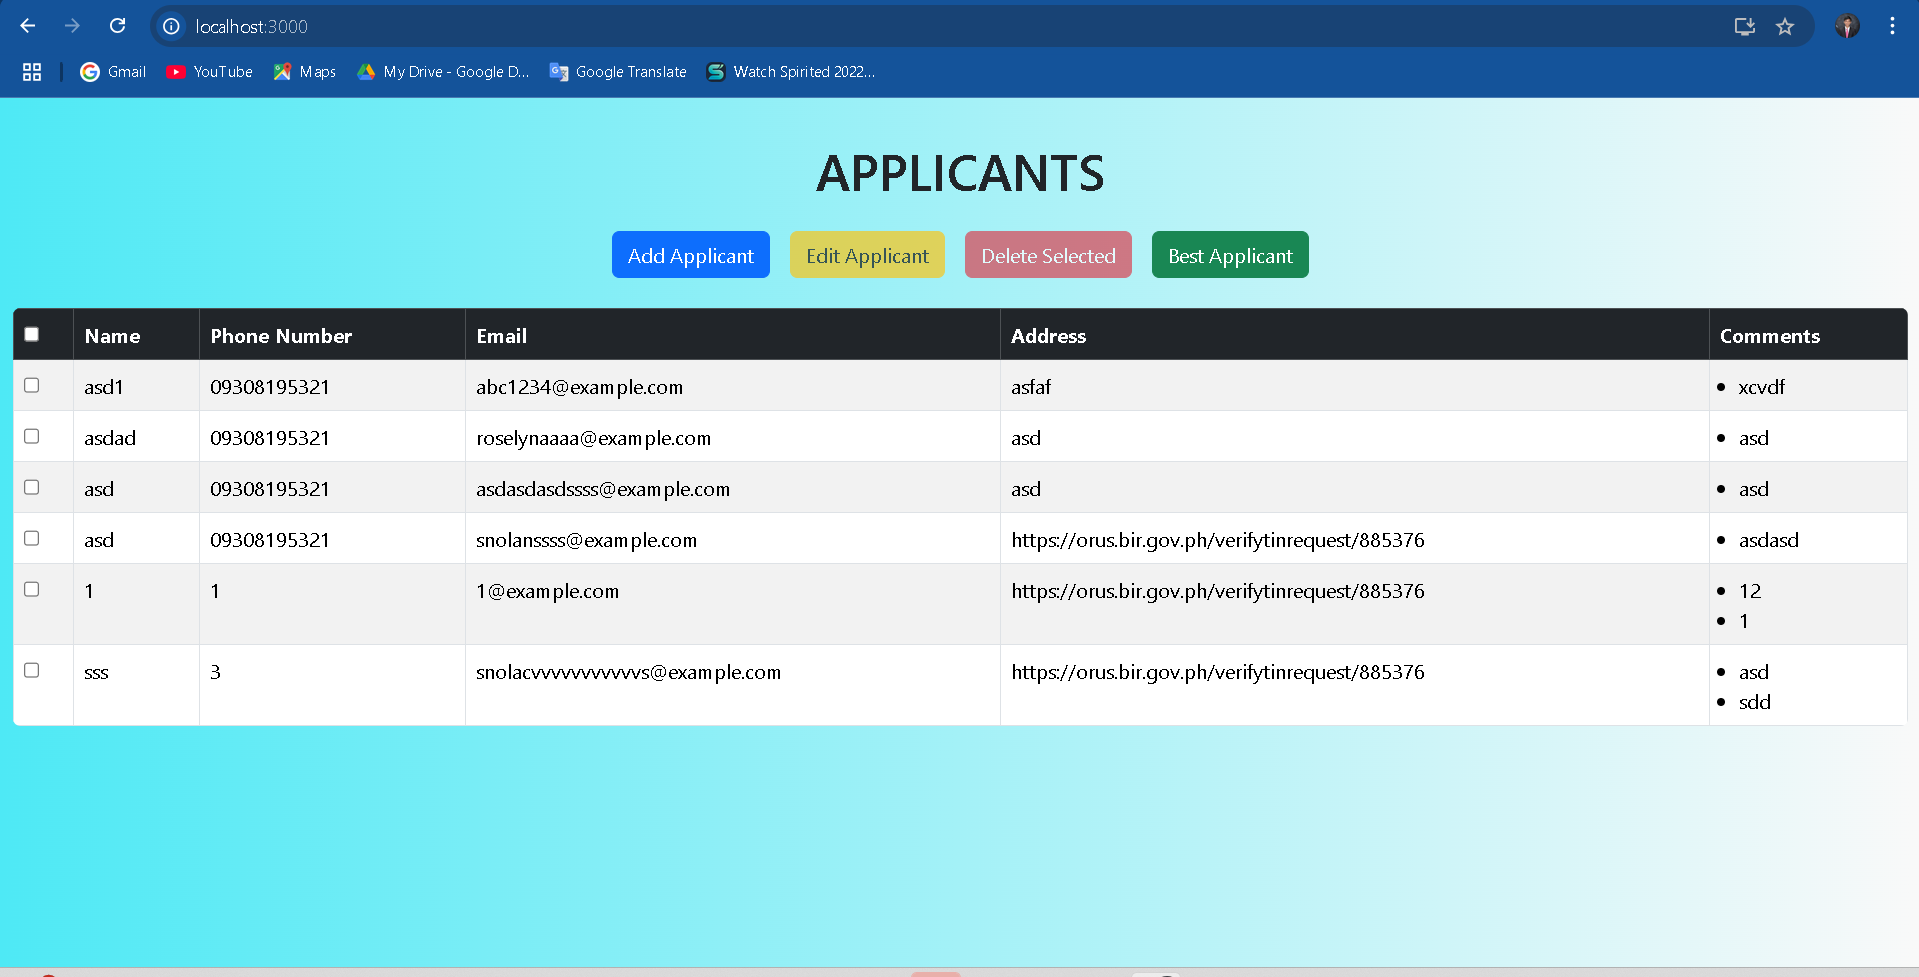 localhost:3000
Gmail YouTube Maps My Drive - Google D... Google Translate Watch Spirited 2022...
APPLICANTS
Add Applicant Edit Applicant Delete Selected Best Applicant
Name Phone Number Email Address Comments
asd1 09308195321 abc1234@example.com asfaf xcvdf
asdad 09308195321 roselynaaaa@example.com asd asd
asd 09308195321 asdasdasdssss@example.com asd asd
asd 09308195321 snolanssss@example.com https://orus.bir.gov.ph/verifytinrequest/885376 asdasd
1 1 1@example.com https://orus.bir.gov.ph/verifytinrequest/885376 12
1
sss 3 snolacvvvvvvvvvvvs@example.com https://orus.bir.gov.ph/verifytinrequest/885376 asd
sdd